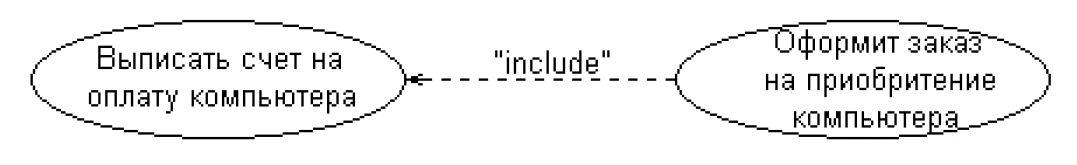 Выписать счет на
оплату компьютера
"include"
Оформит заказ
на приобритение
компьютера